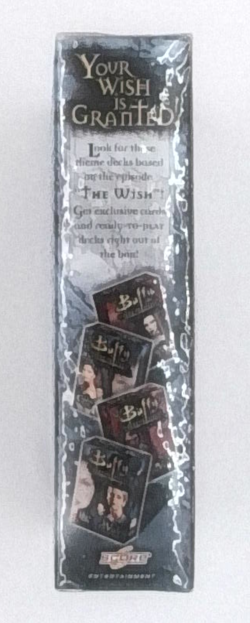 Your
Wish
is
Granted
Look for these
theme decks based
on the episode
"The Wish"!
Get exclusive cards
and ready-to-play
decks right out of
the box!
Buffy
Buffy
Buffy
Buffy
SCORE
ENTERTAINMENT